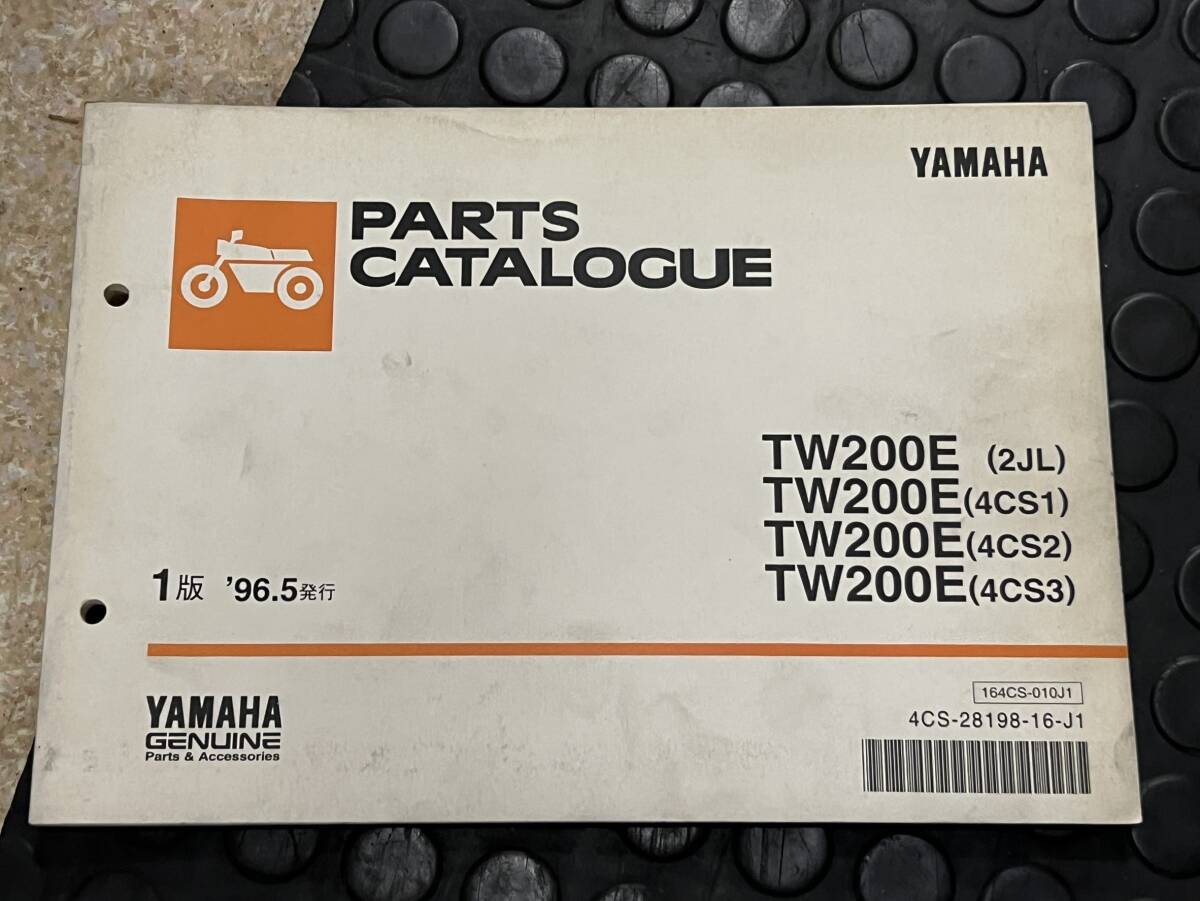 YAMAHA
PARTS
CATALOGUE
TW200E (2JL)
TW200E(4CS1)
TW200E(4CS2)
TW200E(4CS3)
1版 '96.5発行
164CS-010J1
4CS-28198-16-J1
YAMAHA
GENUINE
Parts & Accessories